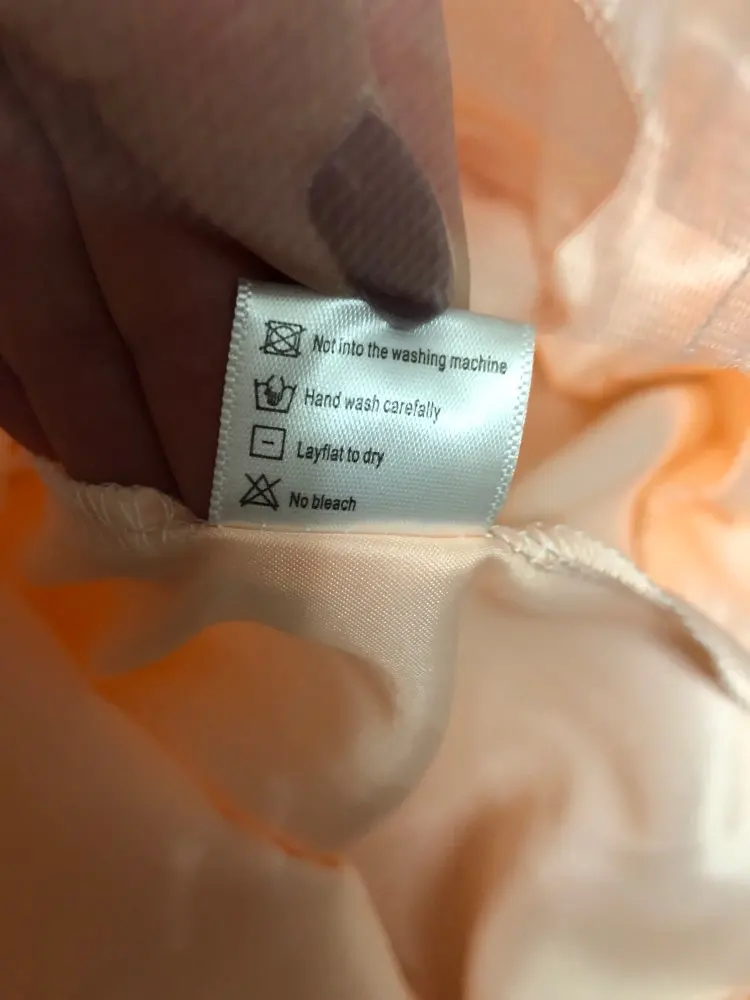 Not into the washing machine
Hand wash carefally
Layflat to dry
No bleach